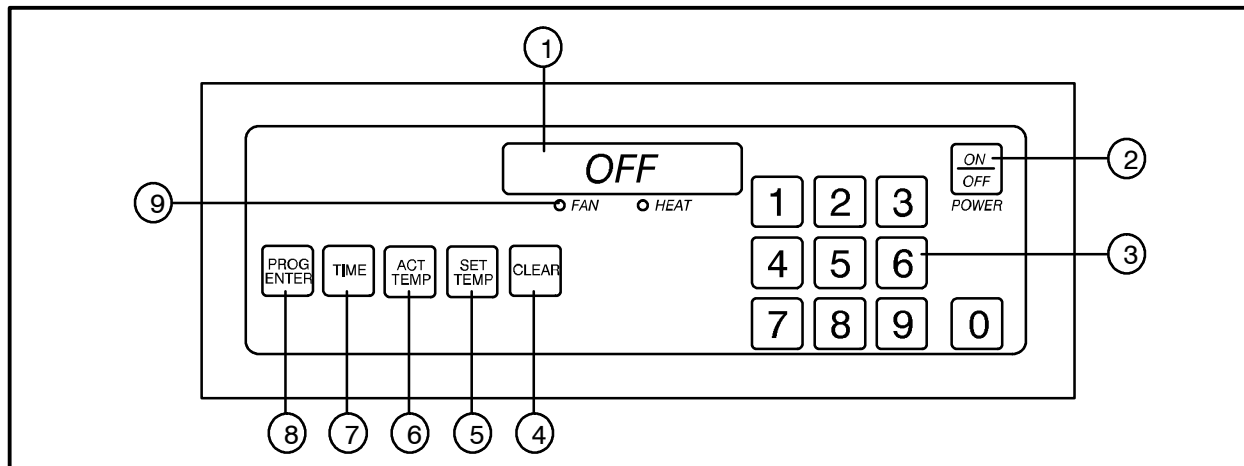 1
OFF
2
ON
OFF
POWER
9
FAN
HEAT
1 2 3
3
PROG
ENTER
TIME
ACT
TEMP
SET
TEMP
CLEAR
4 5 6
7 8 9 0
8
7
6
5
4